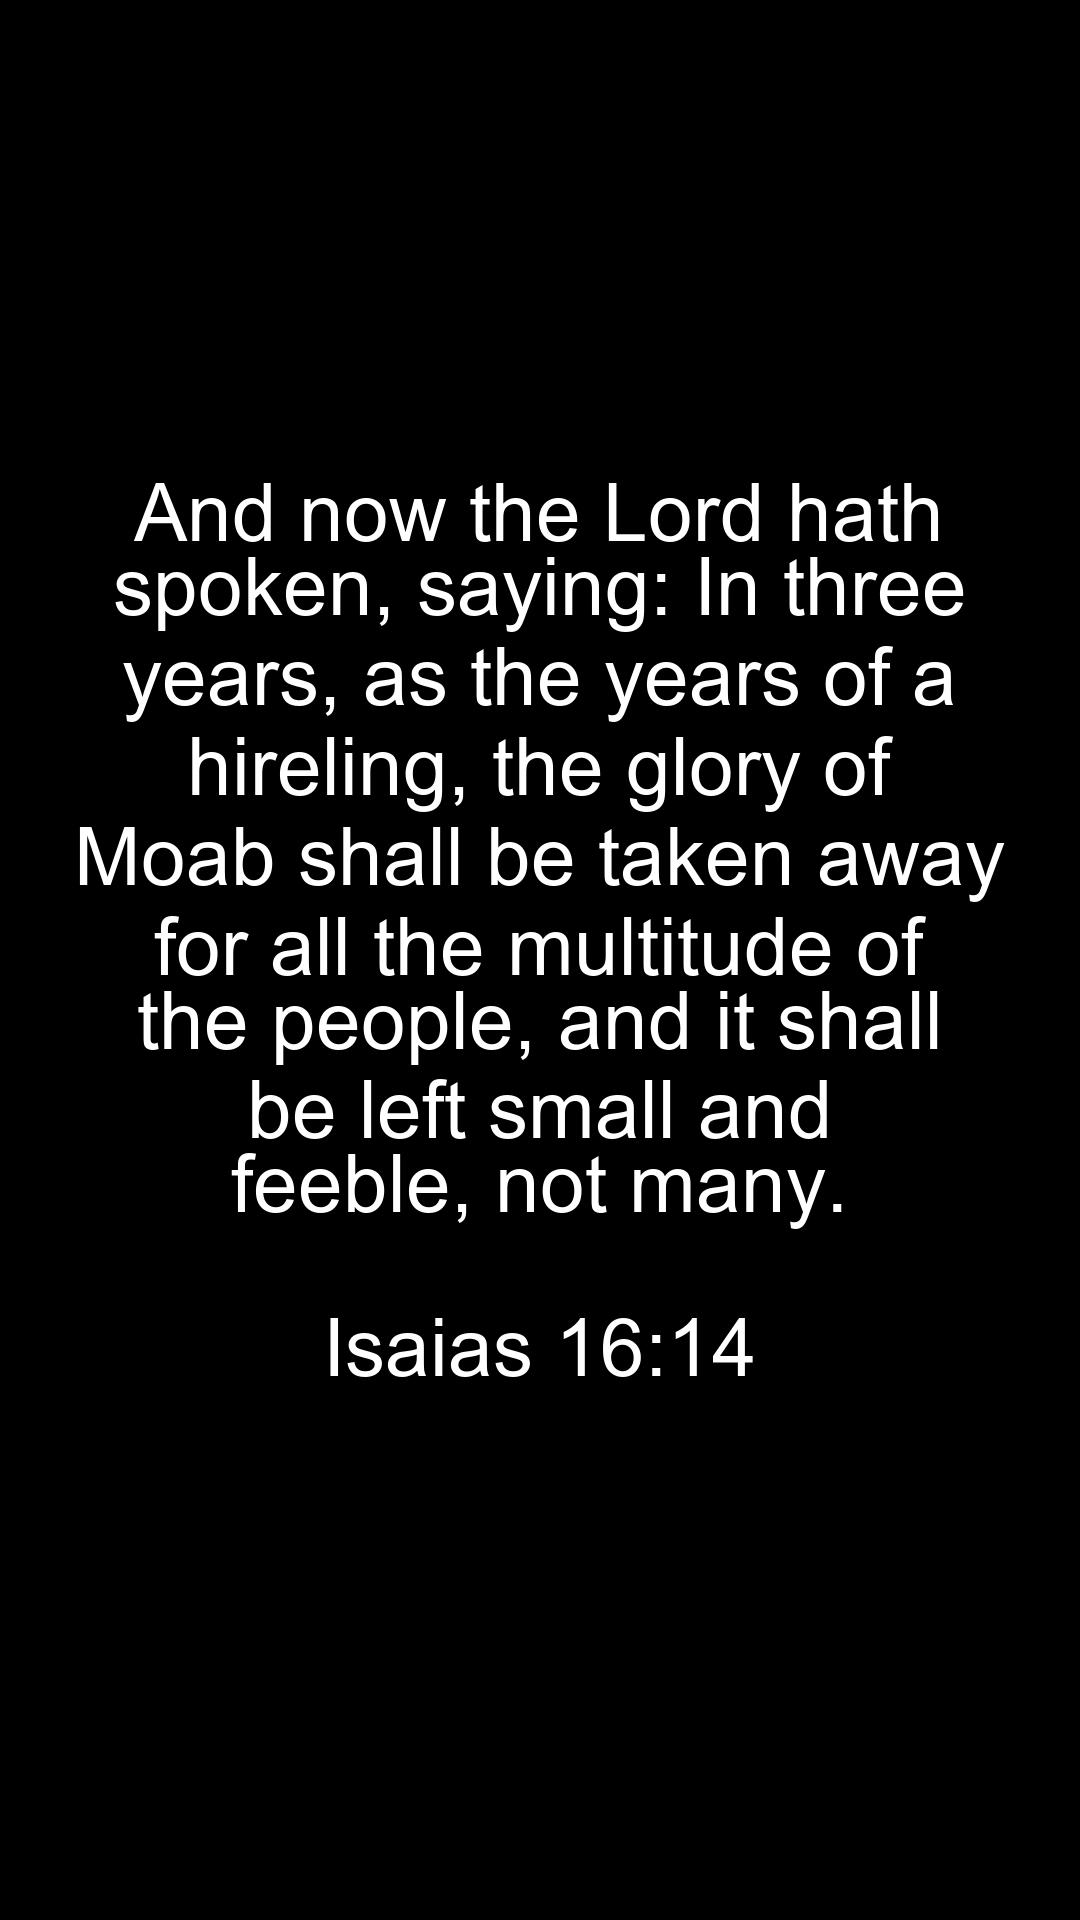 And now the Lord hath
spoken, saying: In three
years, as the years of a
hireling, the glory of
Moab shall be taken away
for all the multitude of
the people, and it shall
be left small and
feeble, not many.
Isaias 16:14